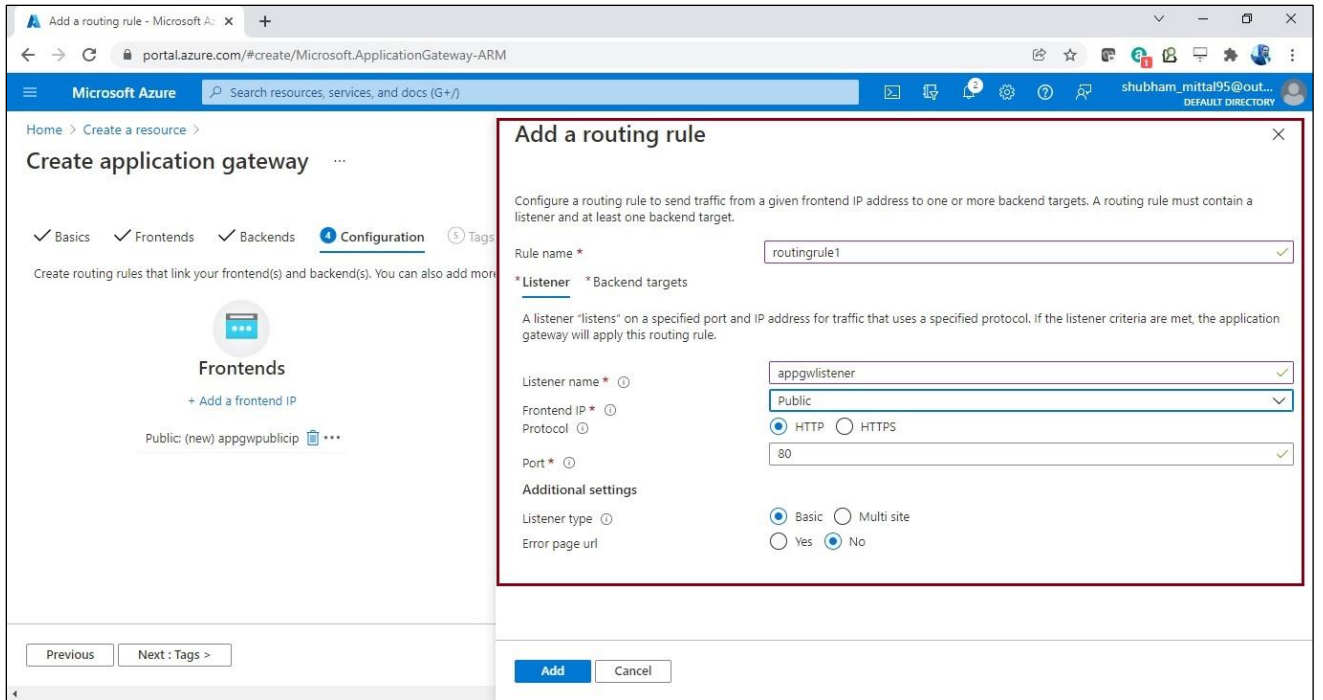 Add a routing rule - Microsoft Az
portal.azure.com/#create/Microsoft.ApplicationGateway-ARM
Microsoft Azure
Search resources, services, and docs (G+/)
2
shubham_mittal95@out...
DEFAULT DIRECTORY
Home > Create a resource >
Create application gateway ...
Basics Frontends Backends 4 Configuration 5 Tags
Create routing rules that link your frontend(s) and backend(s). You can also add more
Frontends
+ Add a frontend IP
Public: (new) appgwpublicip
Previous
Next : Tags >
Add a routing rule
Configure a routing rule to send traffic from a given frontend IP address to one or more backend targets. A routing rule must contain a
listener and at least one backend target.
Rule name * routingrule1
* Listener * Backend targets
A listener "listens" on a specified port and IP address for traffic that uses a specified protocol. If the listener criteria are met, the application
gateway will apply this routing rule.
Listener name * appgwlistener
Frontend IP * Public
Protocol HTTP HTTPS
Port * 80
Additional settings
Listener type Basic Multi site
Error page url Yes No
Add
Cancel